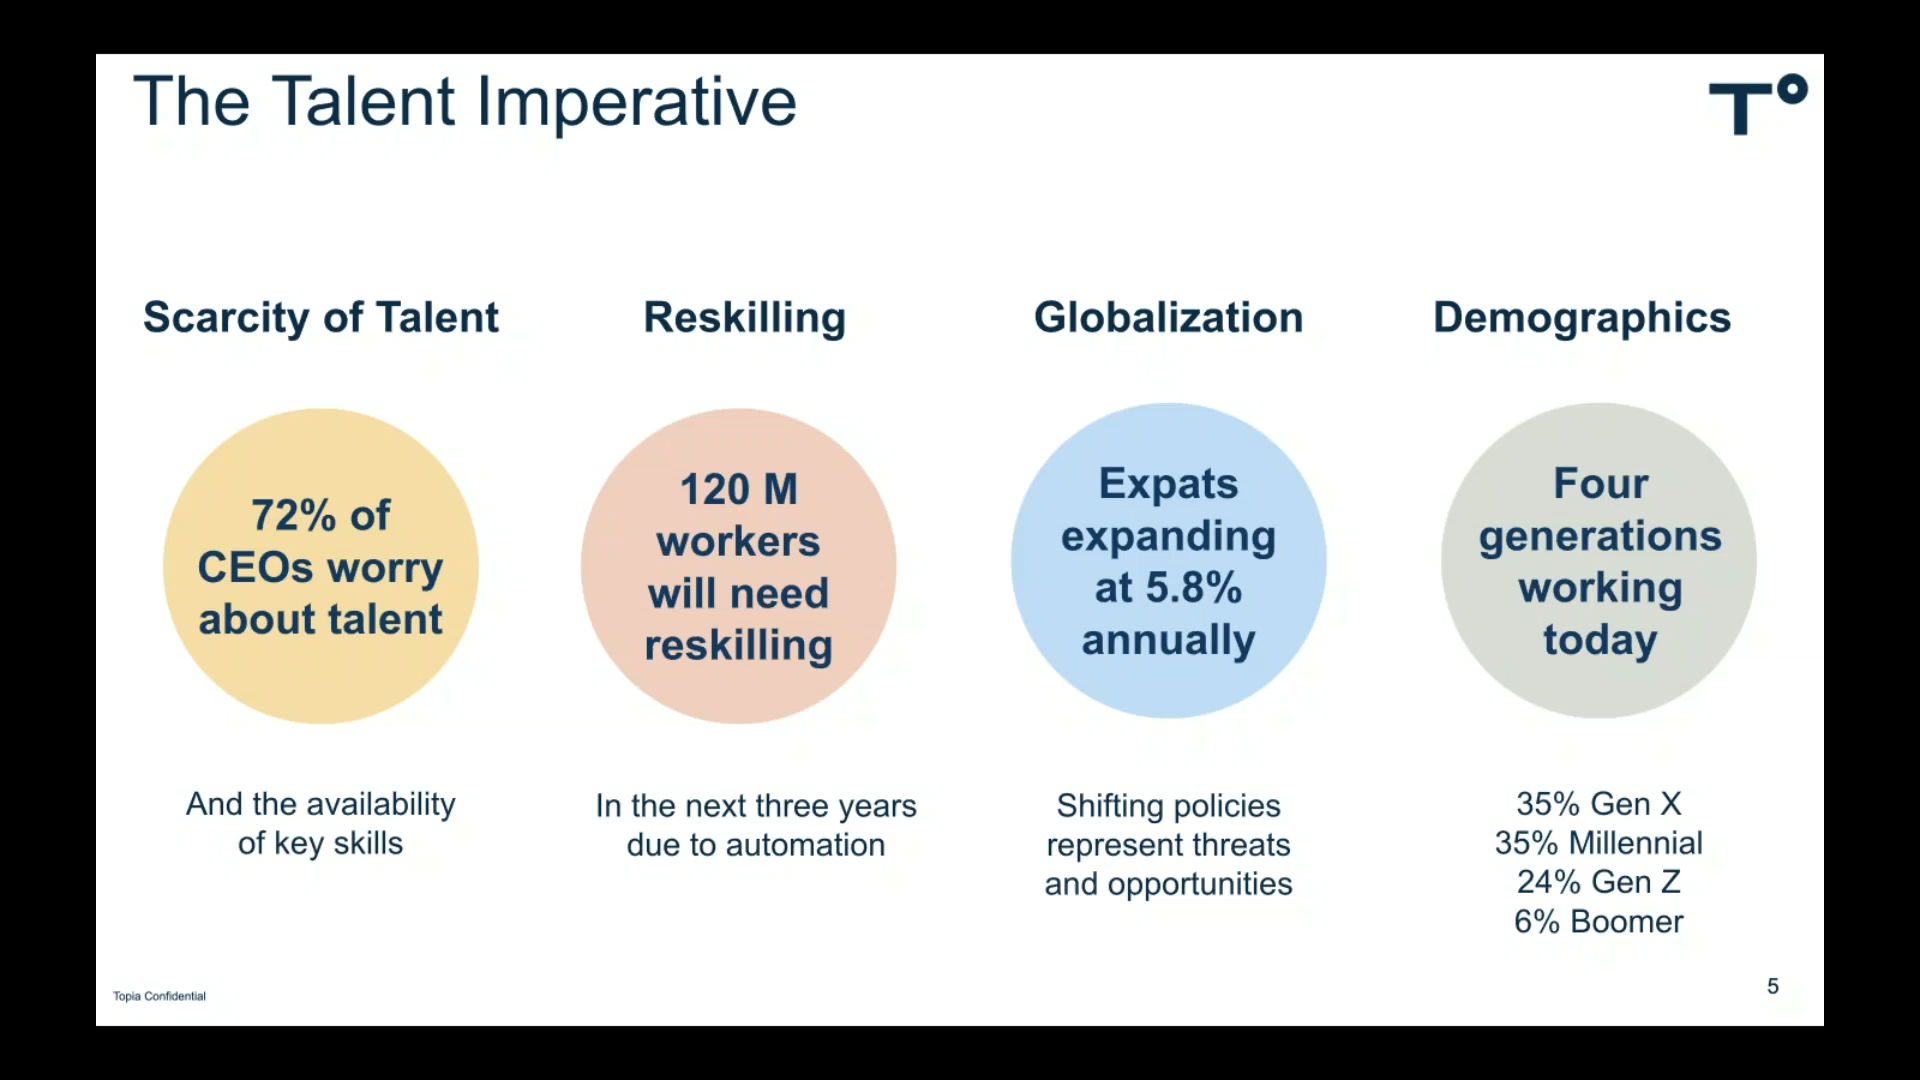 The Talent Imperative
T°
Scarcity of Talent
72% of
CEOs worry
about talent
And the availability
of key skills
Reskilling
120 M
workers
will need
reskilling
In the next three years
due to automation
Globalization
Expats
expanding
at 5.8%
annually
Shifting policies
represent threats
and opportunities
Demographics
Four
generations
working
today
35% Gen X
35% Millennial
24% Gen Z
6% Boomer
Topia Confidential
5